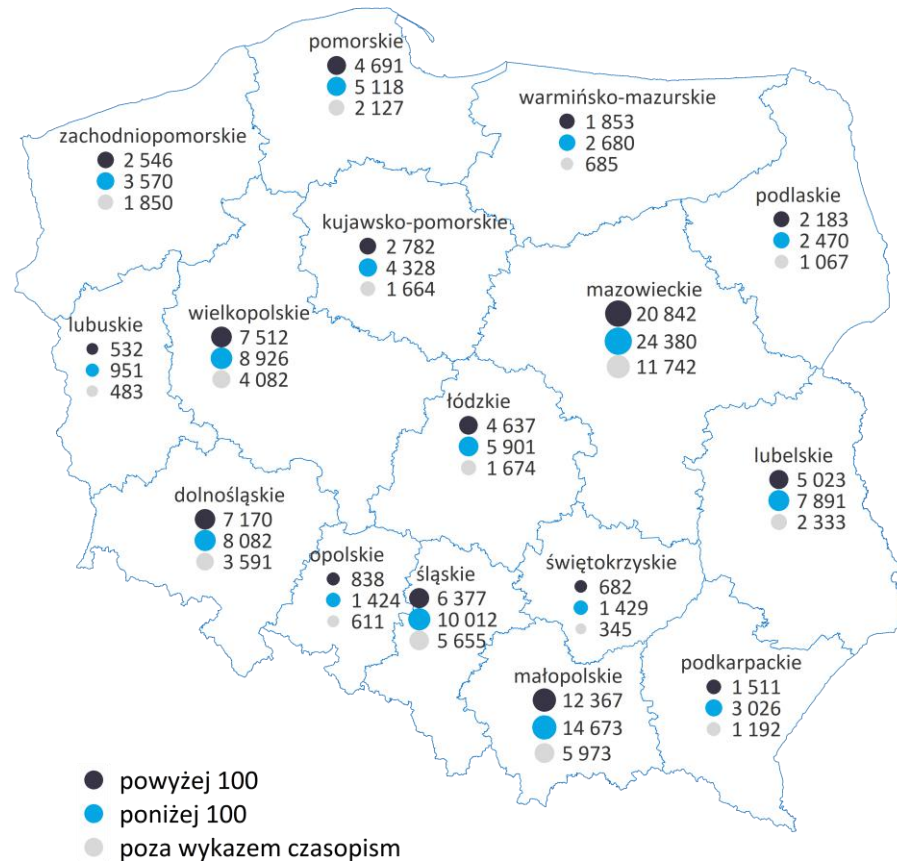 pomorskie
4 691
5 118
2 127
warmińsko-mazurskie
1 853
2 680
685
zachodniopomorskie
2 546
3 570
1 850
podlaskie
2 183
2 470
1 067
kujawsko-pomorskie
2 782
4 328
1 664
mazowieckie
20 842
24 380
11 742
lubuskie
532
951
483
wielkopolskie
7 512
8 926
4 082
łódzkie
4 637
5 901
1 674
lubelskie
5 023
7 891
2 333
dolnośląskie
7 170
8 082
3 591
opolskie
838
1 424
611
śląskie
6 377
10 012
5 655
świętokrzyskie
682
1 429
345
małopolskie
12 367
14 673
5 973
podkarpackie
1 511
3 026
1 192
powyżej 100
poniżej 100
poza wykazem czasopism